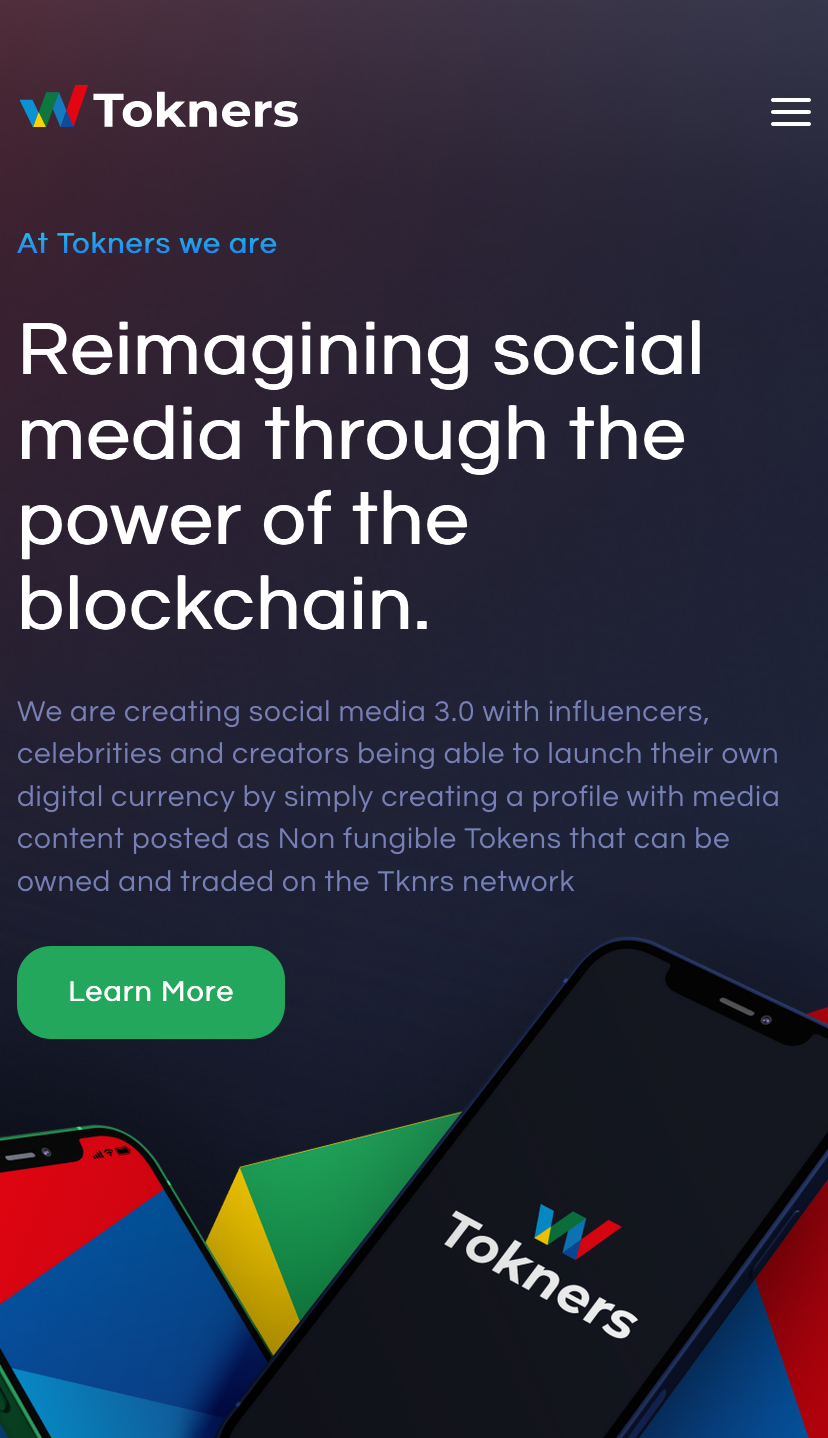 Tokners
At Tokners we are
Reimagining social
media through the
power of the
blockchain.
We are creating social media 3.0 with influencers,
celebrities and creators being able to launch their own
digital currency by simply creating a profile with media
content posted as Non fungible Tokens that can be
owned and traded on the Tknrs network
Learn More
Tokners